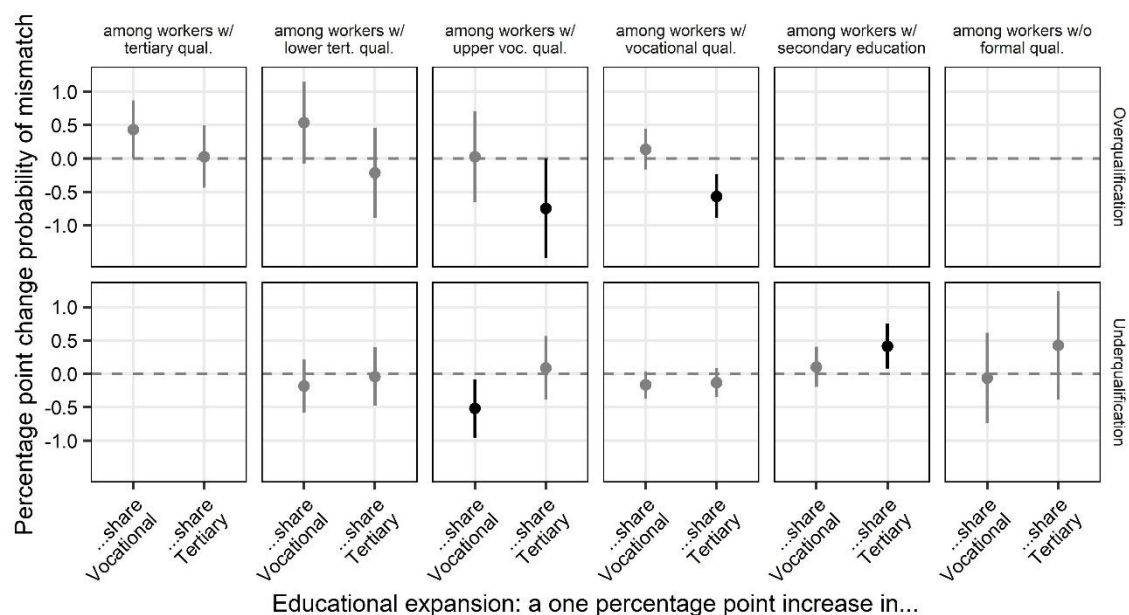 Percentage point change probability of mismatch
among workers w/
tertiary qual.
among workers w/
lower tert. qual.
among workers w/
upper voc. qual.
among workers w/
vocational qual.
among workers w/
secondary education
among workers w/o
formal qual.
1.0
0.5
0.0
-0.5
-1.0
Overqualification
1.0
0.5
0.0
-0.5
-1.0
Underqualification
...share
Vocational
...share
Tertiary
...share
Vocational
...share
Tertiary
...share
Vocational
...share
Tertiary
...share
Vocational
...share
Tertiary
...share
Vocational
...share
Tertiary
...share
Vocational
...share
Tertiary
Educational expansion: a one percentage point increase in...